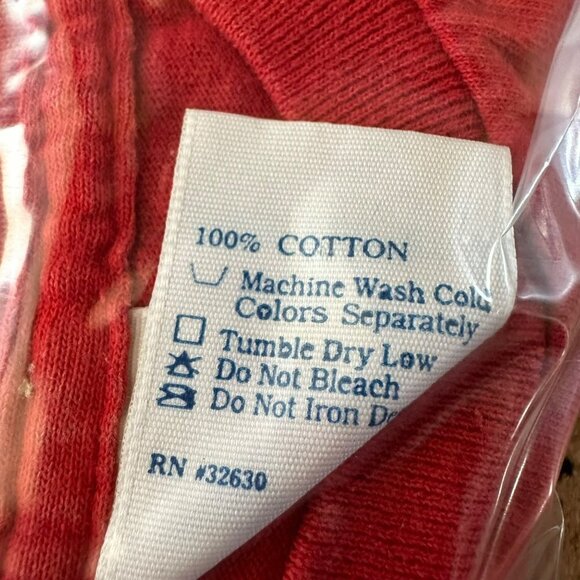 100% COTTON
Machine Wash Cold
Colors Separately
Tumble Dry Low
Do Not Bleach
Do Not Iron
RN #32630